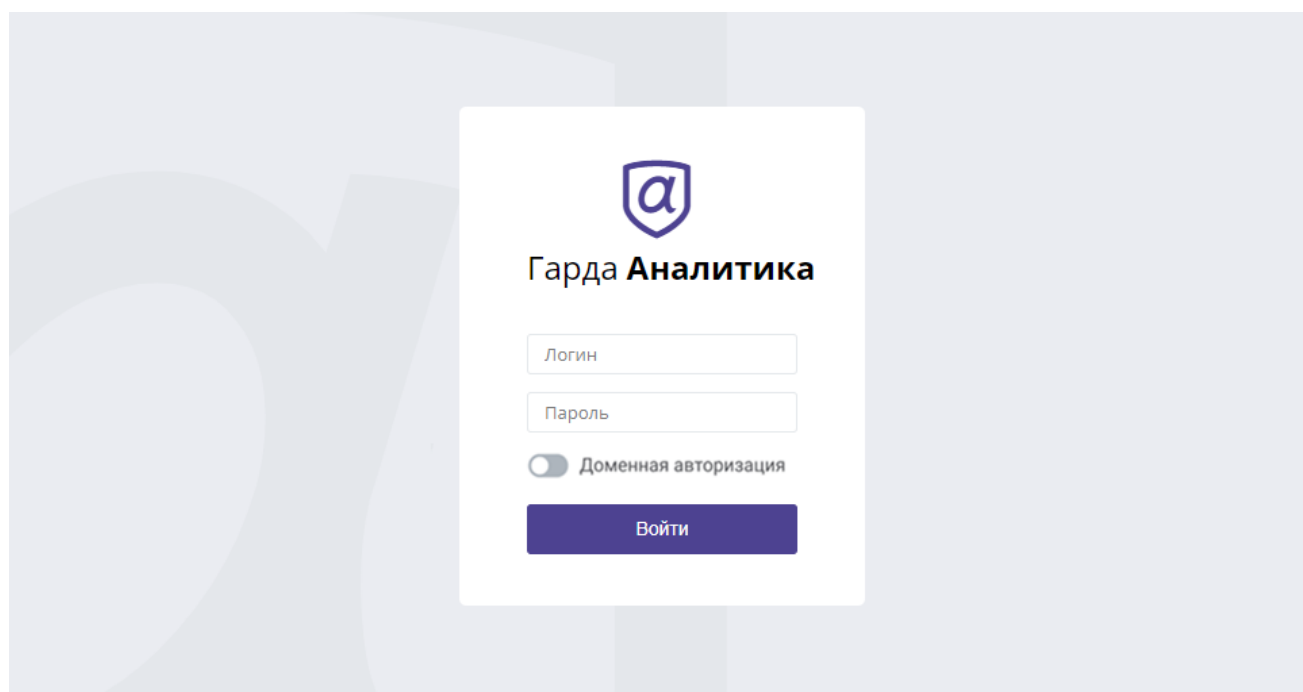 Гарда Аналитика
Логин
Пароль
Доменная авторизация
Войти